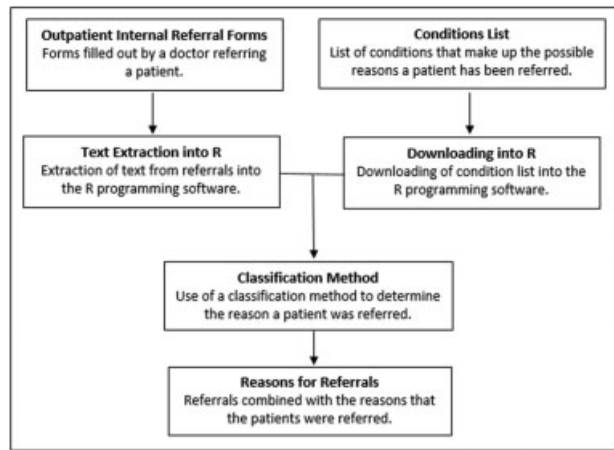 Outpatient Internal Referral Forms
Forms filled out by a doctor referring
a patient.
Conditions List
List of conditions that make up the possible
reasons a patient has been referred.
Text Extraction into R
Extraction of text from referrals into
the R programming software.
Downloading into R
Downloading of condition list into the
R programming software.
Classification Method
Use of a classification method to determine
the reason a patient was referred.
Reasons for Referrals
Referrals combined with the reasons that
the patients were referred.